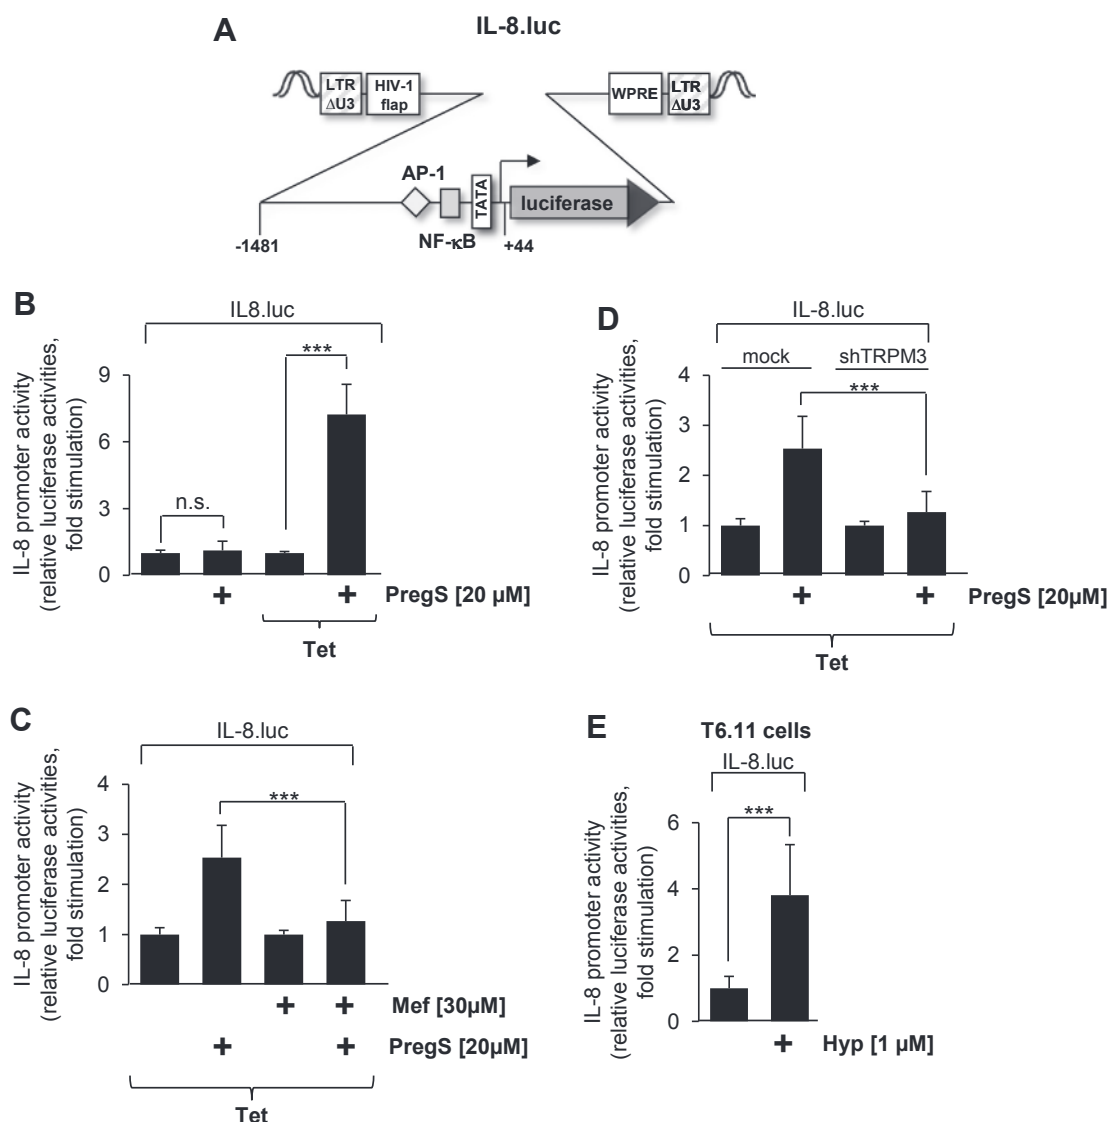 A
IL-8.luc
LTR
ΔU3
HIV-1
flap
WPRE
LTR
ΔU3
AP-1
TATA
luciferase
NF-κB
-1481
+44
B
IL8.luc
IL-8 promoter activity
(relative luciferase activities,
fold stimulation)
9
6
3
0
n.s.
***
+
+
PregS [20 µM]
Tet
D
IL-8.luc
mock
shTRPM3
IL-8 promoter activity
(relative luciferase activities,
fold stimulation)
4
3
2
1
0
***
+
+
PregS [20µM]
Tet
C
IL-8.luc
IL-8 promoter activity
(relative luciferase activities,
fold stimulation)
4
3
2
1
0
***
+
+
Mef [30µM]
+
+
PregS [20µM]
Tet
E
T6.11 cells
IL-8.luc
IL-8 promoter activity
(relative luciferase activities,
fold stimulation)
6
4
2
0
***
+
Hyp [1 µM]